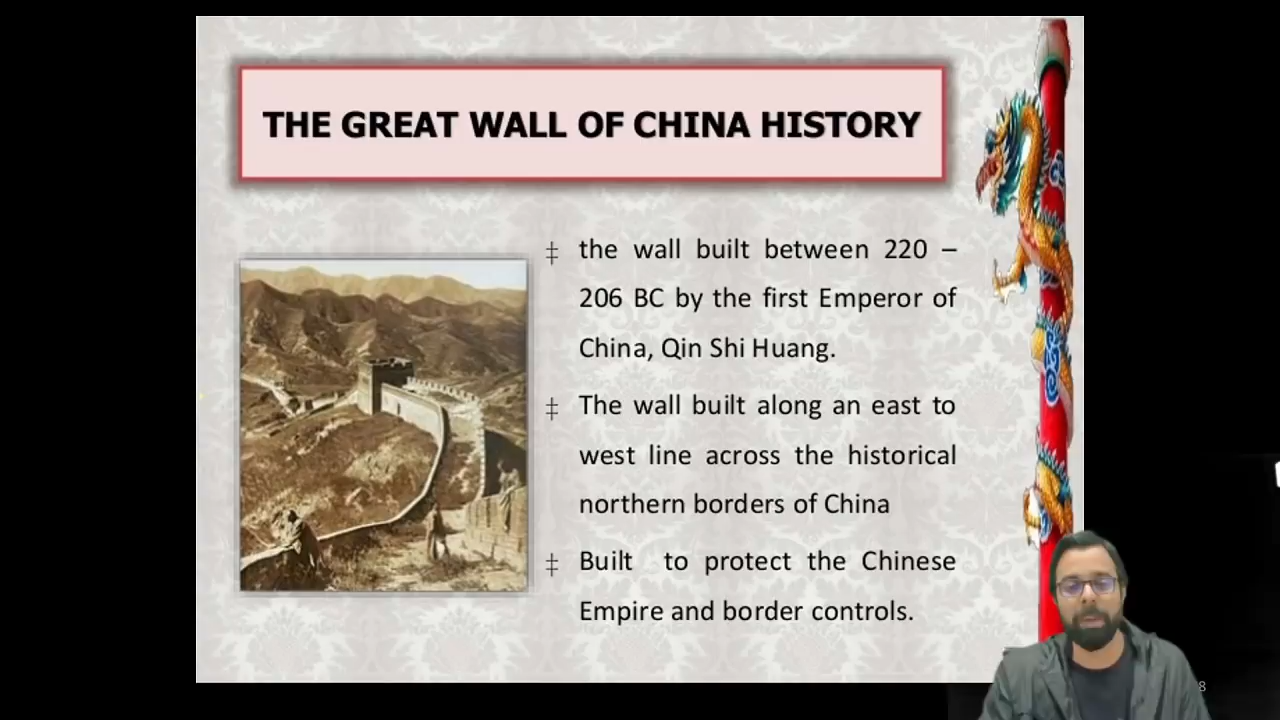 THE GREAT WALL OF CHINA HISTORY
‡ the wall built between 220 –
206 BC by the first Emperor of
China, Qin Shi Huang.
‡ The wall built along an east to
west line across the historical
northern borders of China
‡ Built to protect the Chinese
Empire and border controls.
8